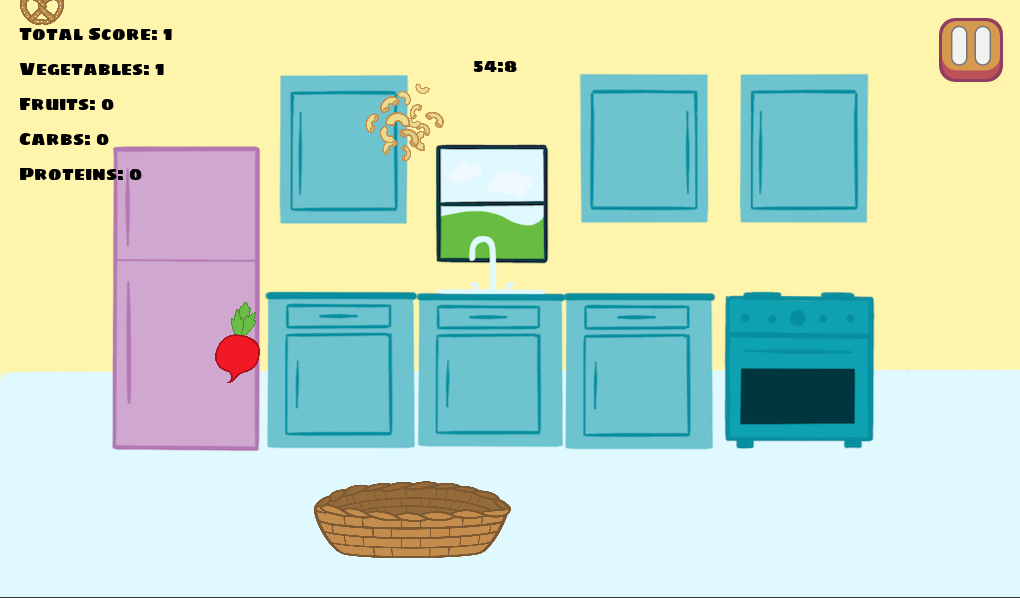 Total Score: 1
Vegetables: 1
54:8
Fruits: 0
Carbs: 0
Proteins: 0